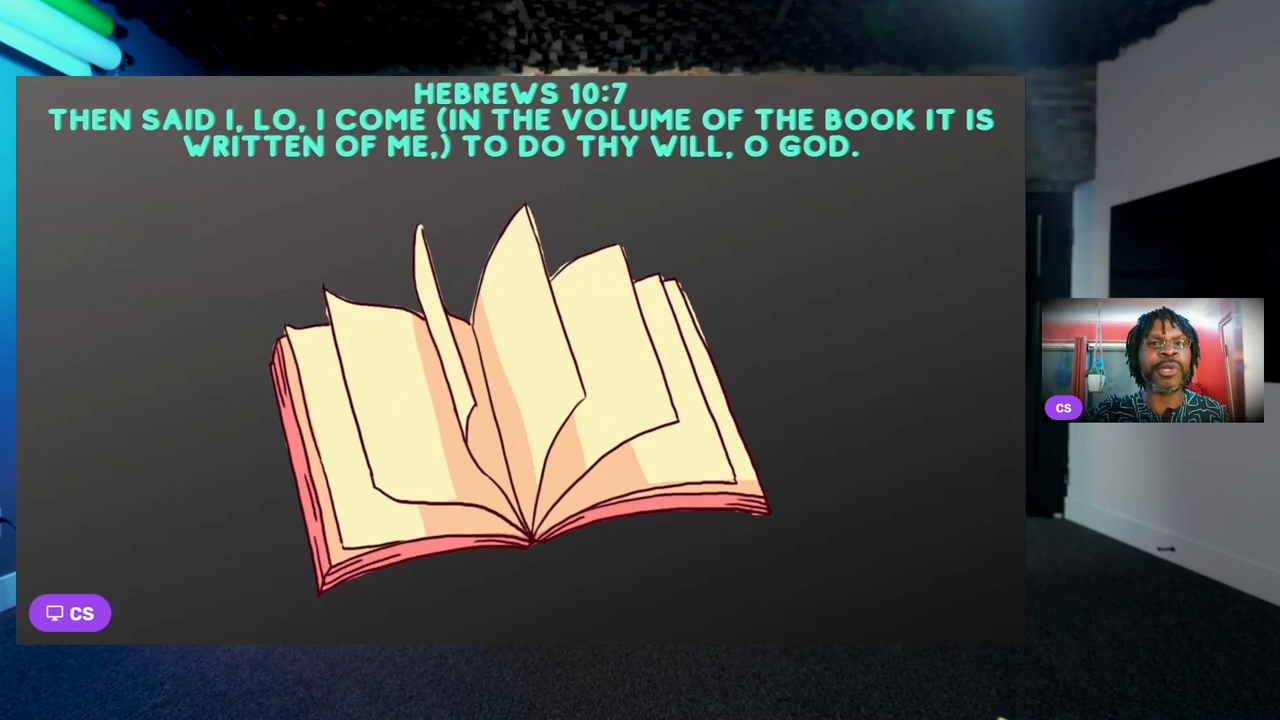 HEBREWS 10:7
THEN SAID I, LO, I COME (IN THE VOLUME OF THE BOOK IT IS
WRITTEN OF ME,) TO DO THY WILL, O GOD.
CS
CS